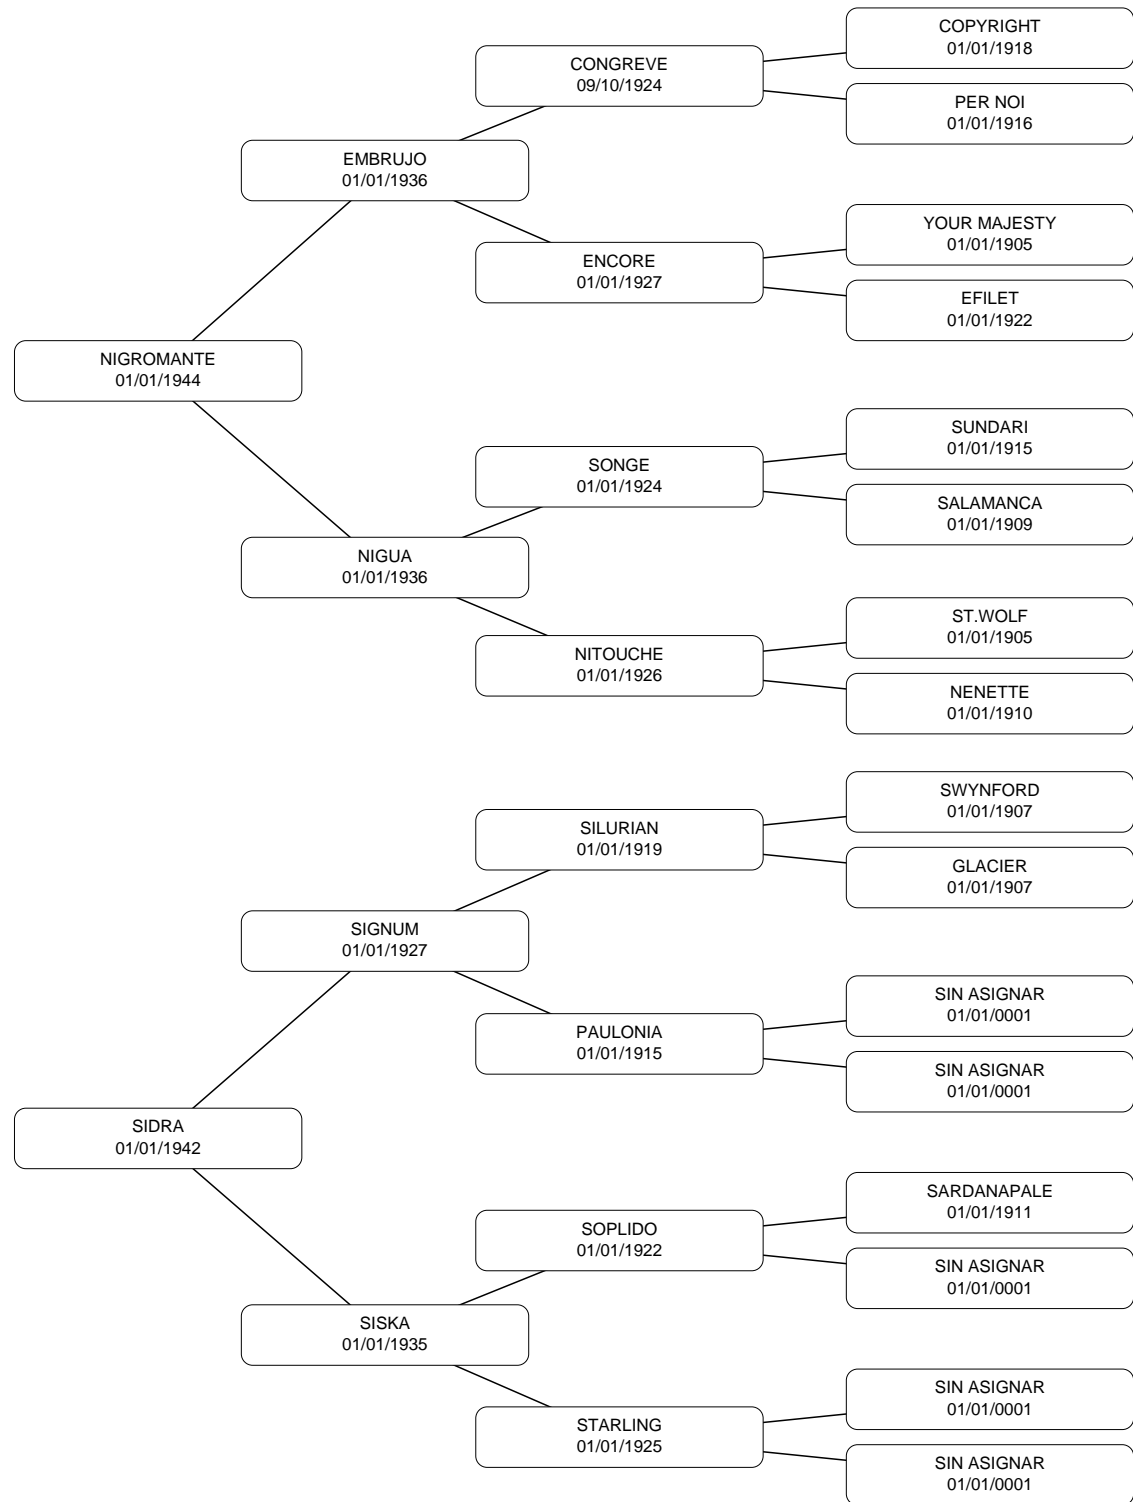 COPYRIGHT
01/01/1918
CONGREVE
09/10/1924
PER NOI
01/01/1916
EMBRUJO
01/01/1936
YOUR MAJESTY
01/01/1905
ENCORE
01/01/1927
EFILET
01/01/1922
NIGROMANTE
01/01/1944
SUNDARI
01/01/1915
SONGE
01/01/1924
SALAMANCA
01/01/1909
NIGUA
01/01/1936
ST.WOLF
01/01/1905
NITOUCHE
01/01/1926
NENETTE
01/01/1910
SWYNFORD
01/01/1907
SILURIAN
01/01/1919
GLACIER
01/01/1907
SIGNUM
01/01/1927
SIN ASIGNAR
01/01/0001
PAULONIA
01/01/1915
SIN ASIGNAR
01/01/0001
SIDRA
01/01/1942
SARDANAPALE
01/01/1911
SOPLIDO
01/01/1922
SIN ASIGNAR
01/01/0001
SISKA
01/01/1935
SIN ASIGNAR
01/01/0001
STARLING
01/01/1925
SIN ASIGNAR
01/01/0001